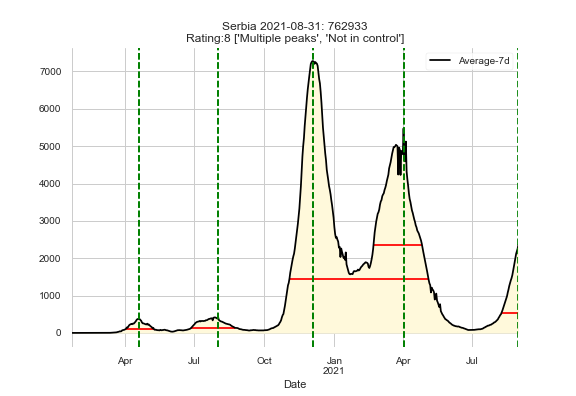 Serbia 2021-08-31: 762933
Rating:8 ['Multiple peaks', 'Not in control']
Average-7d
7000
6000
5000
4000
3000
2000
1000
0
Apr
Jul
Oct
Jan
2021
Apr
Jul
Date